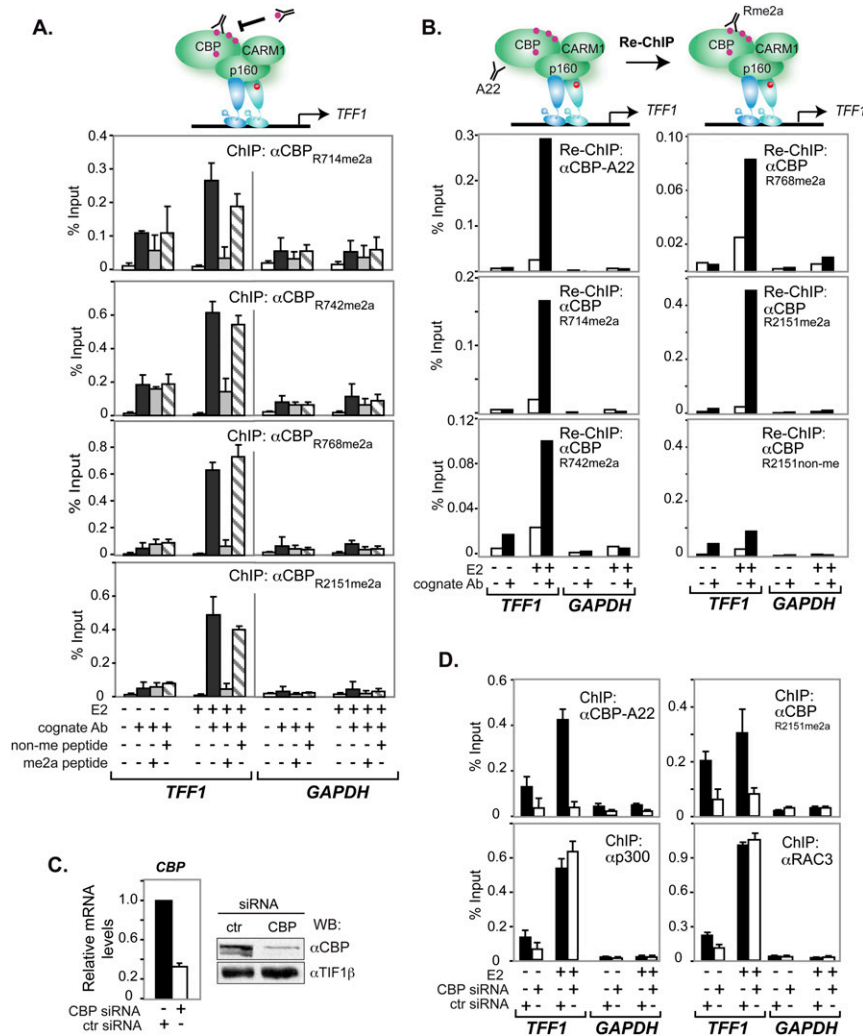 A.
CBP
CARM1
p160
TFF1
ChIP: αCBP R714me2a
% Input
0.4
0.3
0.2
0.1
0
ChIP: αCBP R742me2a
% Input
0.6
0.4
0.2
0
ChIP: αCBP R768me2a
% Input
0.8
0.6
0.4
0.2
0
ChIP: αCBP R2151me2a
% Input
0.6
0.4
0.2
0
E2 - - - - + + + + - - - - + + + +
cognate Ab - + + + - + + + - + + + - + + +
non-me peptide - - - + - - - + - - - + - - - +
me2a peptide - - + - - - + - - - + - - - + -
TFF1 GAPDH
B.
CBP
CARM1
p160
A22
TFF1
Re-ChIP
Rme2a
CBP
CARM1
p160
TFF1
Re-ChIP:
αCBP-A22
% Input
0.3
0.2
0.1
0
Re-ChIP:
αCBP
R768me2a
0.10
0.06
0.02
0
Re-ChIP:
αCBP
R714me2a
% Input
0.2
0.1
0
Re-ChIP:
αCBP
R2151me2a
0.4
0.2
0
Re-ChIP:
αCBP
R742me2a
% Input
0.12
0.08
0.04
0
Re-ChIP:
αCBP
R2151non-me
0.4
0.2
0
E2 - - + + - - + + - - + + - - + +
cognate Ab - + - + - + - + - + - + - + - +
TFF1 GAPDH TFF1 GAPDH
C.
CBP
Relative mRNA
levels
1.0
0.6
0.2
0
CBP siRNA - +
ctr siRNA + -
siRNA
ctr CBP WB:
αCBP
αTIF1β
D.
ChIP:
αCBP-A22
% Input
0.6
0.4
0.2
0
ChIP:
αCBP
R2151me2a
0.4
0.2
0
ChIP:
αp300
% Input
0.6
0.4
0.2
0
ChIP:
αRAC3
0.9
0.6
0.3
0
E2 - - + + - - + + - - + + - - + +
CBP siRNA - + - + - + - + - + - + - + - +
ctr siRNA + - + - + - + - + - + - + - + -
TFF1 GAPDH TFF1 GAPDH